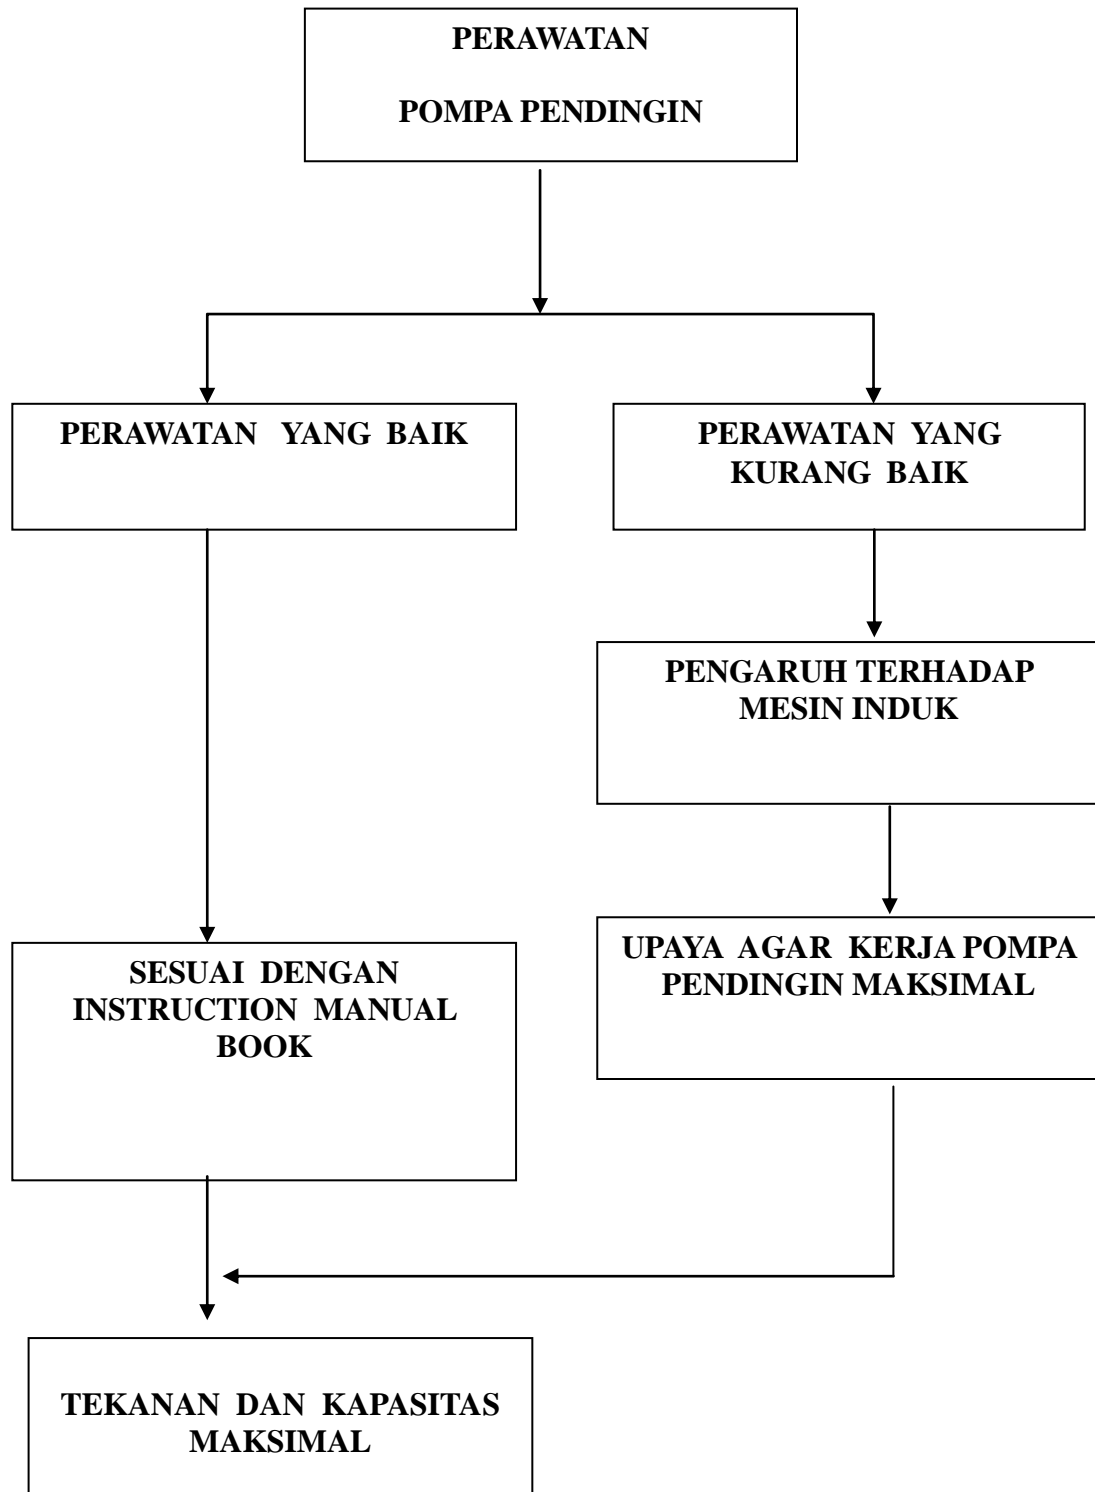 PERAWATAN
POMPA PENDINGIN
PERAWATAN YANG BAIK
PERAWATAN YANG
KURANG BAIK
PENGARUH TERHADAP
MESIN INDUK
UPAYA AGAR KERJA POMPA
PENDINGIN MAKSIMAL
SESUAI DENGAN
INSTRUCTION MANUAL
BOOK
TEKANAN DAN KAPASITAS
MAKSIMAL